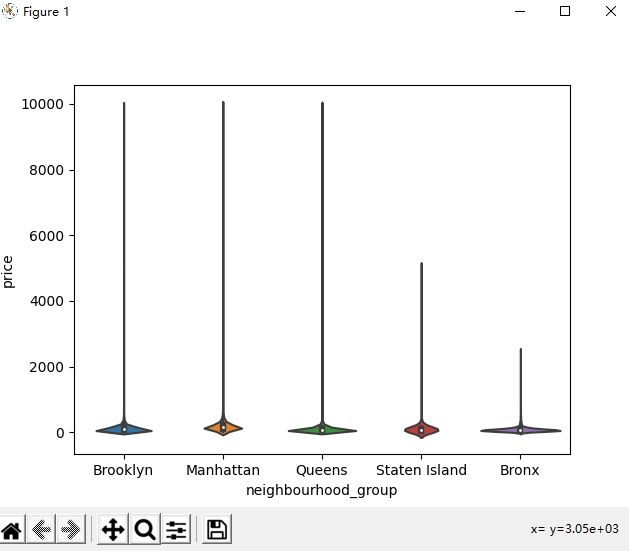 Figure 1
10000
8000
6000
4000
2000
0
price
Brooklyn Manhattan Queens Staten Island Bronx
neighbourhood_group
x= y=3.05e+03